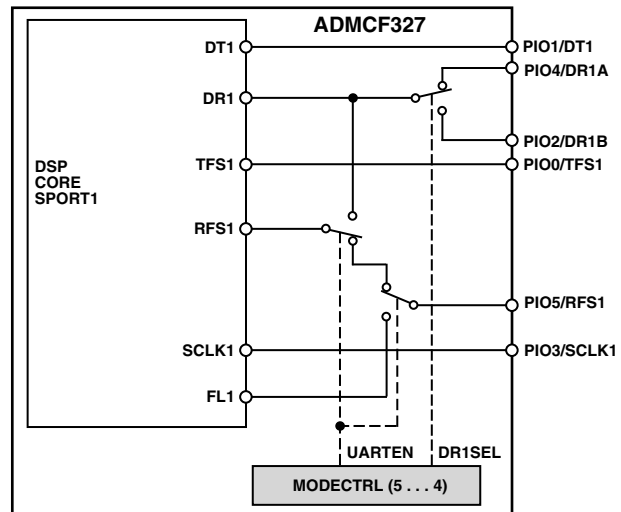 ADMCF327
DT1
PIO1/DT1
PIO4/DR1A
DR1
PIO2/DR1B
DSP
CORE
SPORT1
TFS1
PIO0/TFS1
RFS1
PIO5/RFS1
SCLK1
PIO3/SCLK1
FL1
UARTEN
DR1SEL
MODECTRL (5 . . . 4)